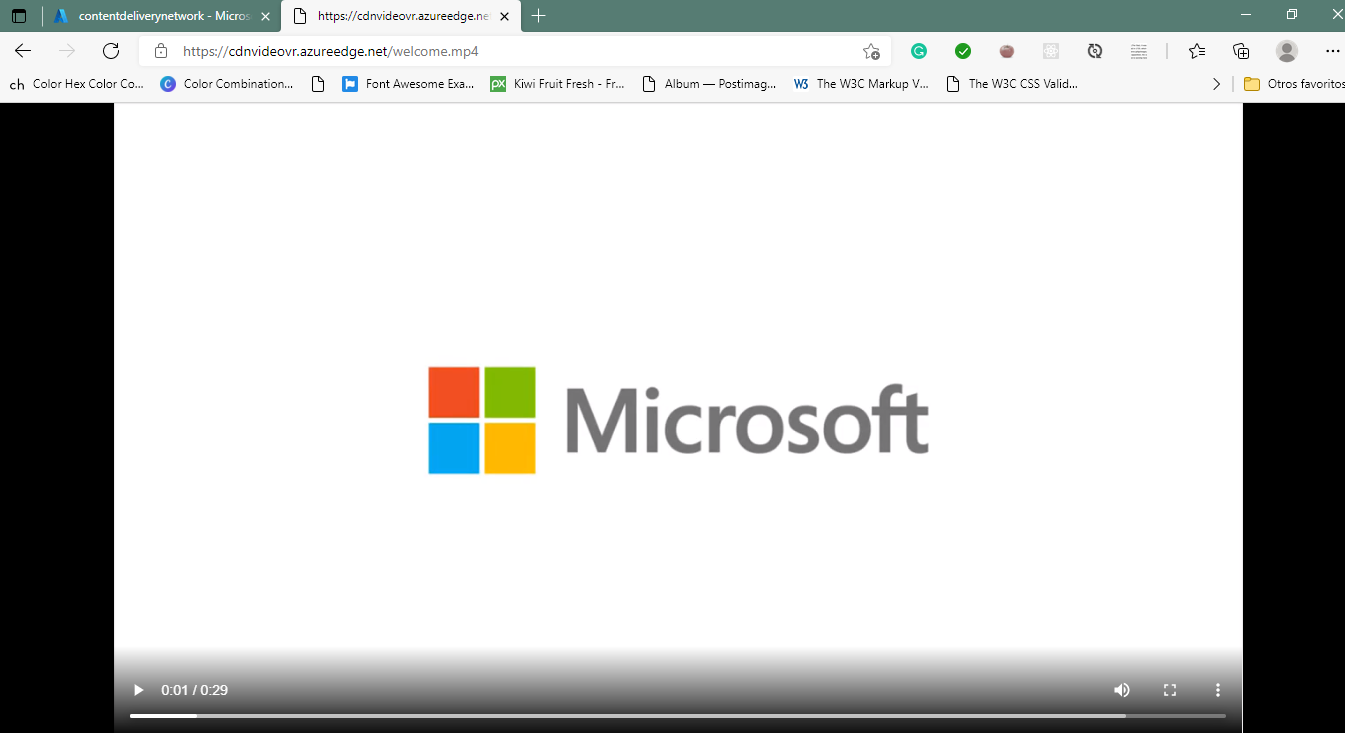 contentdeliverynetwork - Micros
https://cdnvideovr.azureedge.ne
https://cdnvideovr.azureedge.net/welcome.mp4
ch Color Hex Color Co... C Color Combination... Font Awesome Exa... px Kiwi Fruit Fresh - Fr... Album — Postimag... W3 The W3C Markup V... The W3C CSS Valid... Otros favoritos
Microsoft
0:01 / 0:29